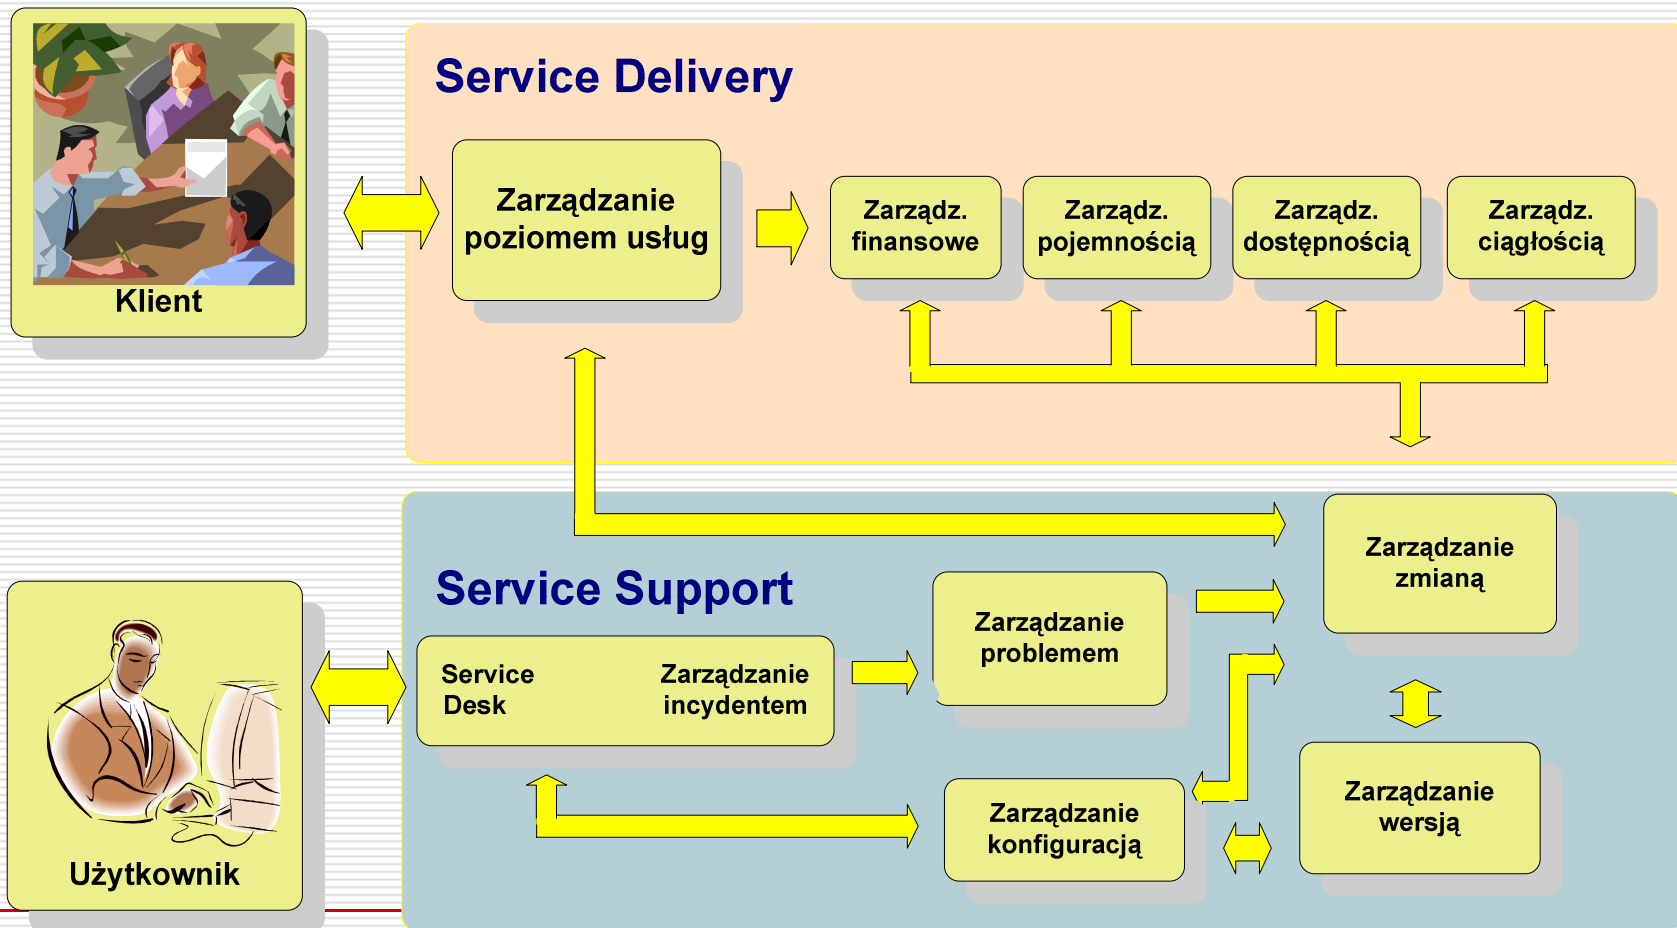 Service Delivery
Zarządzanie
poziomem usług
Zarządz.
finansowe
Zarządz.
pojemnością
Zarządz.
dostępnością
Zarządz.
ciągłością
Klient
Service Support
Zarządzanie
zmianą
Zarządzanie
problemem
Service
Desk
Zarządzanie
incydentem
Zarządzanie
konfiguracją
Zarządzanie
wersją
Użytkownik